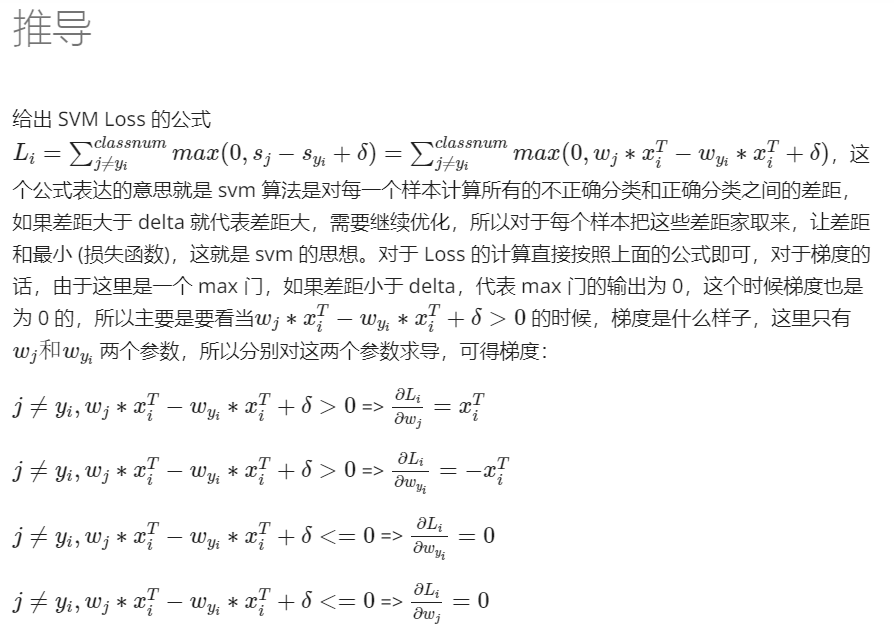 推导
给出 SVM Loss 的公式
$L_i = \sum_{j \neq y_i}^{classnum} max(0, s_j - s_{y_i} + \delta) = \sum_{j \neq y_i}^{classnum} max(0, w_j * x_i^T - w_{y_i} * x_i^T + \delta)$，这
个公式表达的意思就是 svm 算法是对每一个样本计算所有的不正确分类和正确分类之间的差距，
如果差距大于 delta 就代表差距大，需要继续优化，所以对于每个样本把这些差距家取来，让差距
和最小 (损失函数)，这就是 svm 的思想。对于 Loss 的计算直接按照上面的公式即可，对于梯度的
话，由于这里是一个 max 门，如果差距小于 delta，代表 max 门的输出为 0，这个时候梯度也是
为 0 的，所以主要是要看当$w_j * x_i^T - w_{y_i} * x_i^T + \delta > 0$ 的时候，梯度是什么样子，这里只有
$w_j 和 w_{y_i}$ 两个参数，所以分别对这两个参数求导，可得梯度：
$j \neq y_i, w_j * x_i^T - w_{y_i} * x_i^T + \delta > 0$ => $\frac{\partial L_i}{\partial w_j} = x_i^T$
$j \neq y_i, w_j * x_i^T - w_{y_i} * x_i^T + \delta > 0$ => $\frac{\partial L_i}{\partial w_{y_i}} = -x_i^T$
$j \neq y_i, w_j * x_i^T - w_{y_i} * x_i^T + \delta <= 0$ => $\frac{\partial L_i}{\partial w_{y_i}} = 0$
$j \neq y_i, w_j * x_i^T - w_{y_i} * x_i^T + \delta <= 0$ => $\frac{\partial L_i}{\partial w_j} = 0$